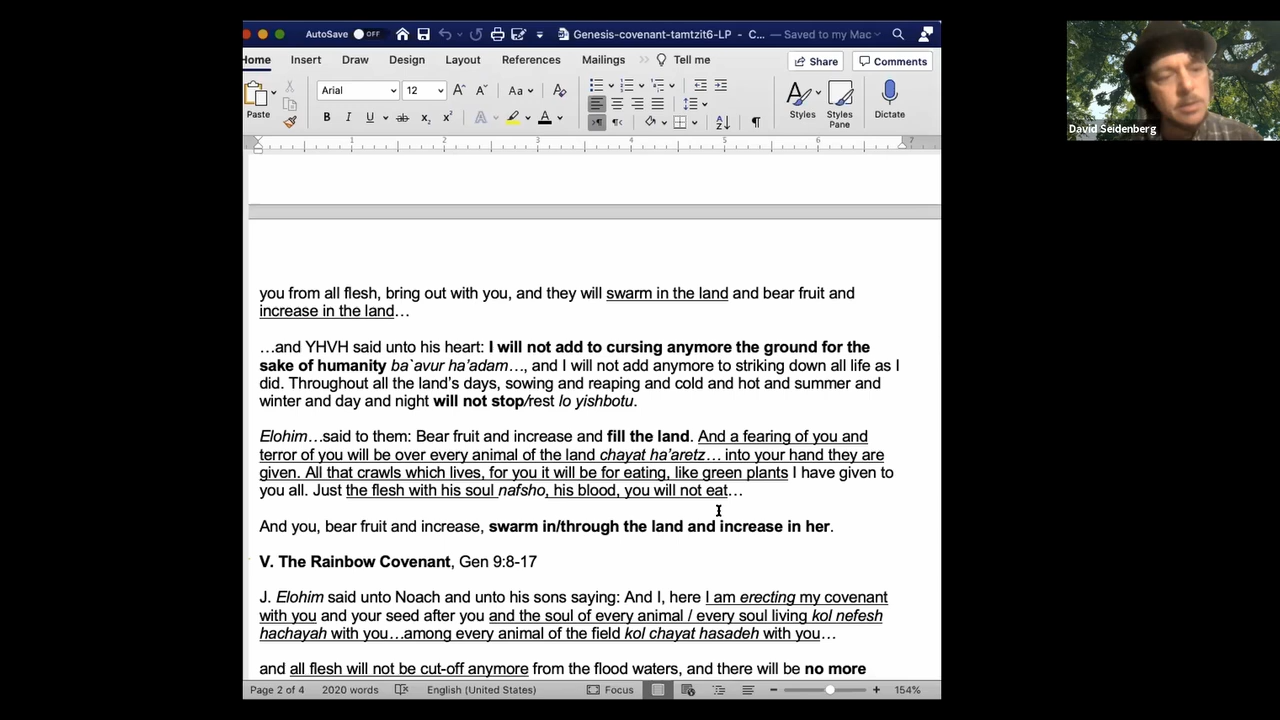 AutoSave OFF Genesis-covenant-tamtzit6-LP - C... — Saved to my Mac
Home Insert Draw Design Layout References Mailings Tell me Share Comments
Paste Arial 12 Styles Styles Pane Dictate
1 2 3 4 5 6 7
you from all flesh, bring out with you, and they will swarm in the land and bear fruit and
increase in the land…
…and YHVH said unto his heart: I will not add to cursing anymore the ground for the
sake of humanity ba`avur ha'adam…, and I will not add anymore to striking down all life as I
did. Throughout all the land's days, sowing and reaping and cold and hot and summer and
winter and day and night will not stop/rest lo yishbotu.
Elohim…said to them: Bear fruit and increase and fill the land. And a fearing of you and
terror of you will be over every animal of the land chayat ha'aretz… into your hand they are
given. All that crawls which lives, for you it will be for eating, like green plants I have given to
you all. Just the flesh with his soul nafsho, his blood, you will not eat…
And you, bear fruit and increase, swarm in/through the land and increase in her.
V. The Rainbow Covenant, Gen 9:8-17
J. Elohim said unto Noach and unto his sons saying: And I, here I am erecting my covenant
with you and your seed after you and the soul of every animal / every soul living kol nefesh
hachayah with you…among every animal of the field kol chayat hasadeh with you…
and all flesh will not be cut-off anymore from the flood waters, and there will be no more
Page 2 of 4 2020 words English (United States) Focus 154%
David Seidenberg